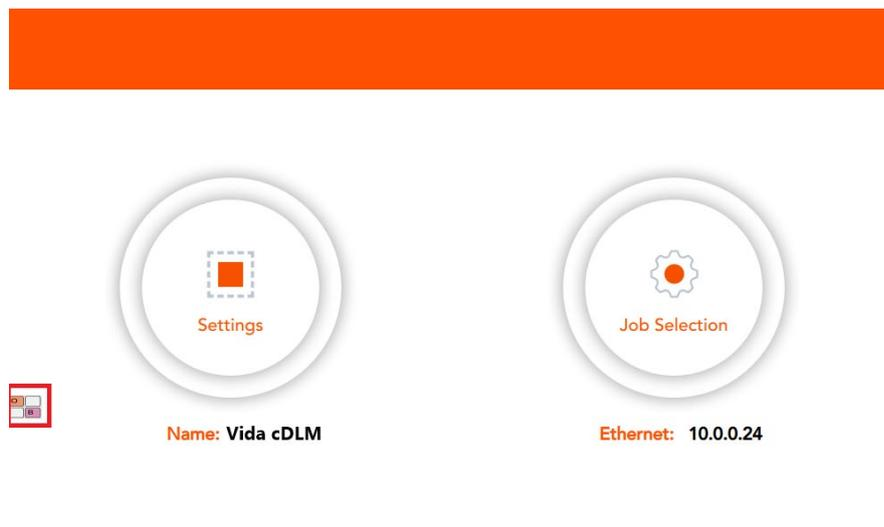 Settings
Job Selection
B
Name: Vida cDLM
Ethernet: 10.0.0.24